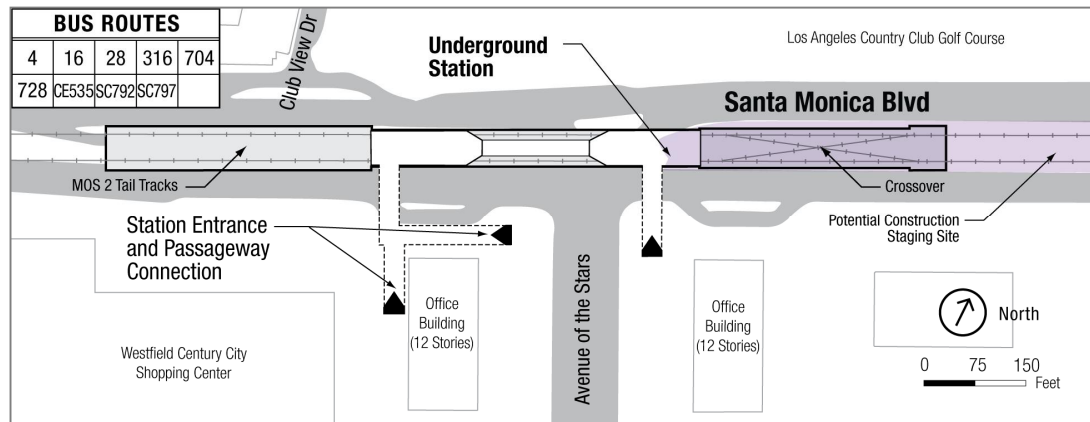 BUS ROUTES
4 16 28 316 704
728 CE535 SC792 SC797
Club View Dr
Underground
Station
Los Angeles Country Club Golf Course
Santa Monica Blvd
MOS 2 Tail Tracks
Crossover
Station Entrance
and Passageway
Connection
Potential Construction
Staging Site
Avenue of the Stars
Office
Building
(12 Stories)
Office
Building
(12 Stories)
North
Westfield Century City
Shopping Center
0 75 150
Feet